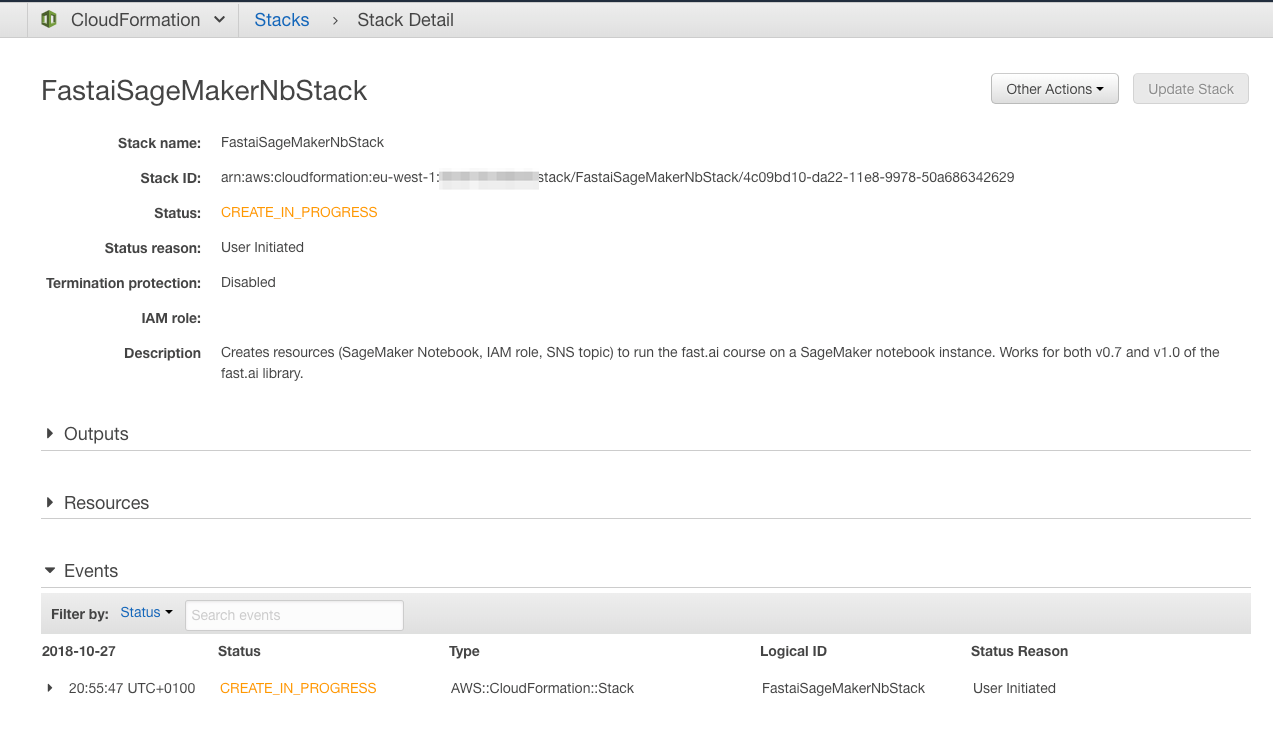 CloudFormation Stacks > Stack Detail
FastaiSageMakerNbStack
Other Actions Update Stack
Stack name: FastaiSageMakerNbStack
Stack ID: arn:aws:cloudformation:eu-west-1: stack/FastaiSageMakerNbStack/4c09bd10-da22-11e8-9978-50a686342629
Status: CREATE_IN_PROGRESS
Status reason: User Initiated
Termination protection: Disabled
IAM role:
Description Creates resources (SageMaker Notebook, IAM role, SNS topic) to run the fast.ai course on a SageMaker notebook instance. Works for both v0.7 and v1.0 of the
fast.ai library.
Outputs
Resources
Events
Filter by: Status Search events
2018-10-27 Status Type Logical ID Status Reason
20:55:47 UTC+0100 CREATE_IN_PROGRESS AWS::CloudFormation::Stack FastaiSageMakerNbStack User Initiated